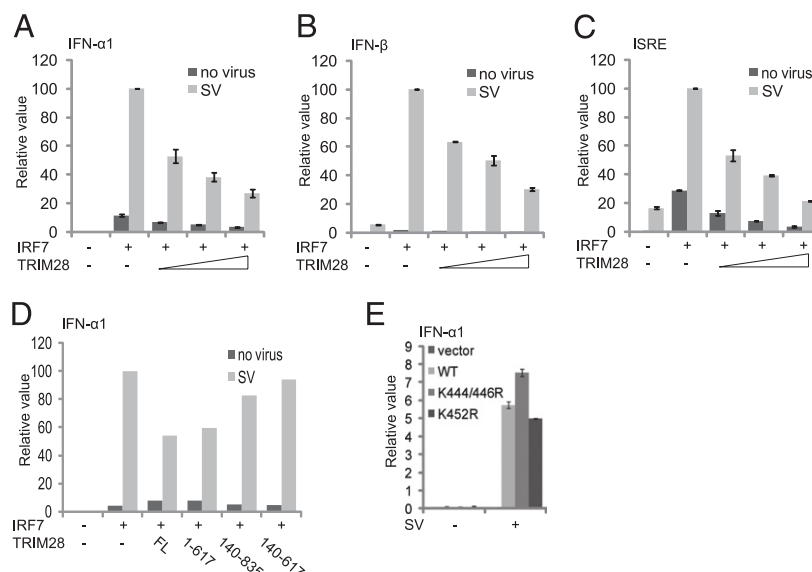 A
IFN-α1
Relative value
120
100
80
60
40
20
0
no virus
SV
IRF7 - + + + +
TRIM28 - -
B
IFN-β
Relative value
120
100
80
60
40
20
0
no virus
SV
IRF7 - + + + +
TRIM28 - -
C
ISRE
Relative value
120
100
80
60
40
20
0
no virus
SV
IRF7 - + + + +
TRIM28 - -
D
IFN-α1
Relative value
120
100
80
60
40
20
0
no virus
SV
IRF7 - + + + + +
TRIM28 - - FL 1-617 140-835 140-617
E
IFN-α1
Relative value
9
8
7
6
5
4
3
2
1
0
vector
WT
K444/446R
K452R
SV - +